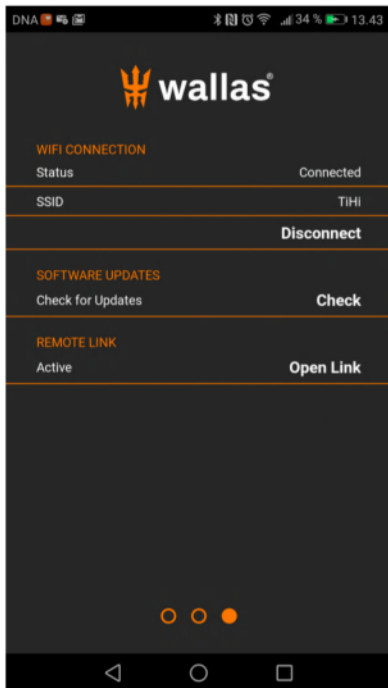 DNA 34 % 13.43
wallas®
WIFI CONNECTION
Status Connected
SSID TiHi
Disconnect
SOFTWARE UPDATES
Check for Updates Check
REMOTE LINK
Active Open Link